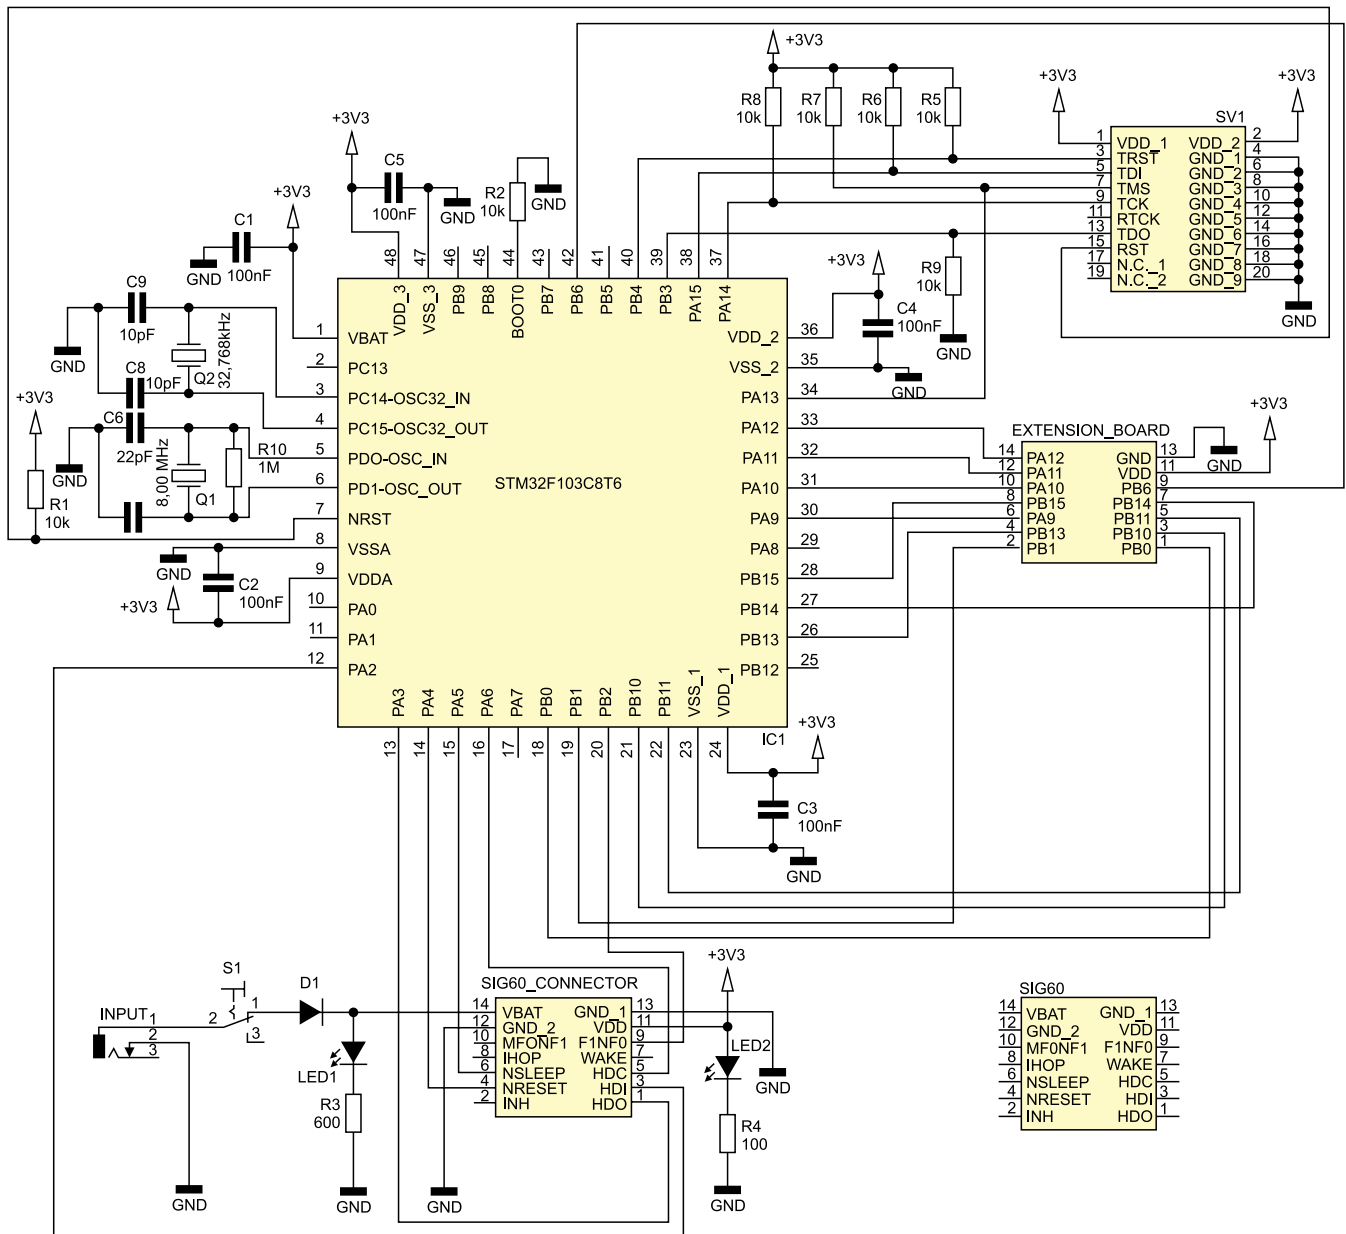 +3V3
R8
10k
R7
10k
R6
10k
R5
10k
+3V3
+3V3
SV1
1
3
5
7
9
11
13
15
17
19
VDD_1
TRST
TDI
TMS
TCK
RTCK
TDO
RST
N.C._1
N.C._2
VDD_2
GND_1
GND_2
GND_3
GND_4
GND_5
GND_6
GND_7
GND_8
GND_9
2
4
6
8
10
12
14
16
18
20
GND
+3V3
C5
100nF
GND
R2
10k
GND
+3V3
C1
100nF
GND
C9
10pF
GND
32,768kHz
Q2
C8
10pF
+3V3
C6
22pF
GND
8,00 MHz
Q1
R10
1M
R1
10k
GND
C2
100nF
+3V3
48
47
46
45
44
43
42
41
40
39
38
37
VDD_3
VSS_3
PB9
PB8
BOOT0
PB7
PB6
PB5
PB4
PB3
PA15
PA14
1
2
3
4
5
6
7
8
9
10
11
12
VBAT
PC13
PC14-OSC32_IN
PC15-OSC32_OUT
PDO-OSC_IN
PD1-OSC_OUT
NRST
VSSA
VDDA
PA0
PA1
PA2
STM32F103C8T6
VDD_2
VSS_2
PA13
PA12
PA11
PA10
PA9
PA8
PB15
PB14
PB13
PB12
36
35
34
33
32
31
30
29
28
27
26
25
PA3
PA4
PA5
PA6
PA7
PB0
PB1
PB2
PB10
PB11
VSS_1
VDD_1
13
14
15
16
17
18
19
20
21
22
23
24
IC1
+3V3
C4
100nF
GND
R9
10k
GND
+3V3
C3
100nF
GND
EXTENSION_BOARD
14
12
10
8
6
4
2
PA12
PA11
PA10
PB15
PA9
PB13
PB1
GND
VDD
PB6
PB14
PB11
PB10
PB0
13
11
9
7
5
3
1
GND
+3V3
S1
D1
INPUT
1
2
3
2
1
3
GND
LED1
R3
600
GND
GND
SIG60_CONNECTOR
14
12
10
8
6
4
2
VBAT
GND_2
MFONF1
IHOP
NSLEEP
NRESET
INH
GND_1
VDD
F1NF0
WAKE
HDC
HDI
HDO
13
11
9
7
5
3
1
+3V3
LED2
GND
R4
100
GND
SIG60
14
12
10
8
6
4
2
VBAT
GND_2
MF0NF1
IHOP
NSLEEP
NRESET
INH
GND_1
VDD
F1NF0
WAKE
HDC
HDI
HDO
13
11
9
7
5
3
1